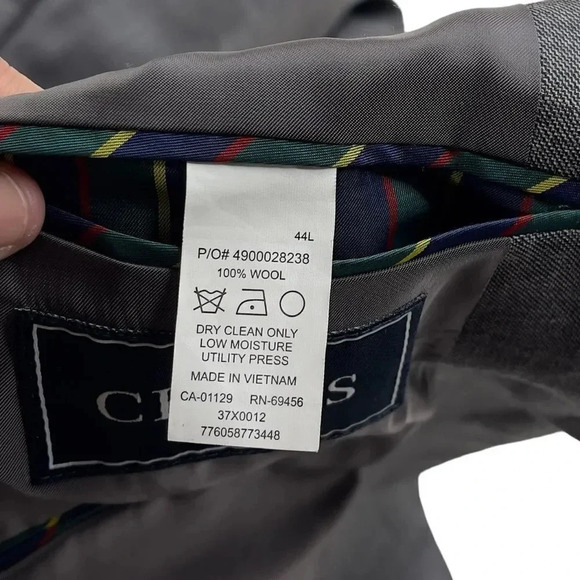 44L
P/O# 4900028238
100% WOOL
DRY CLEAN ONLY
LOW MOISTURE
UTILITY PRESS
MADE IN VIETNAM
CA-01129 RN-69456
37X0012
776058773448